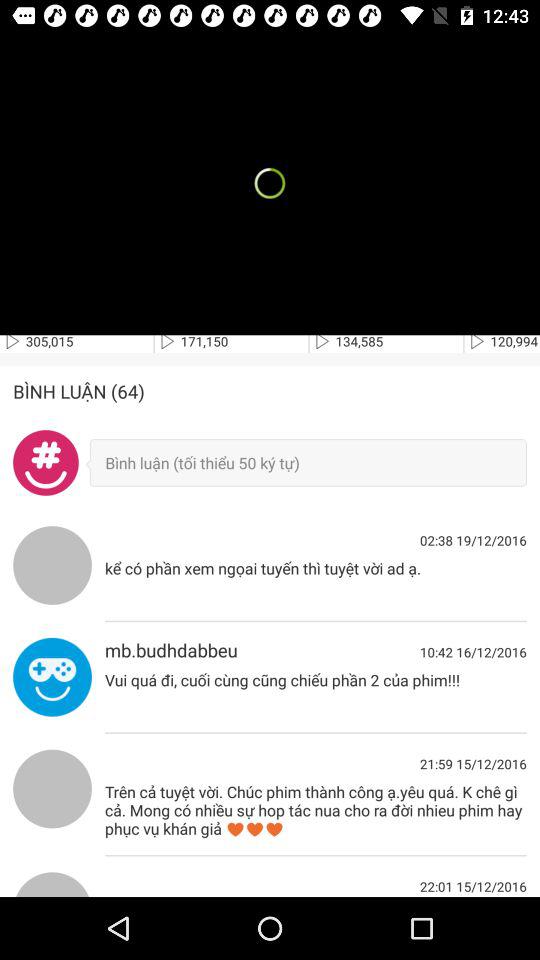 12:43
305,015 171,150 134,585 120,994
BÌNH LUẬN (64)
Bình luận (tối thiểu 50 ký tự)
02:38 19/12/2016
kể có phần xem ngọai tuyến thì tuyệt vời ad ạ.
mb.budhdabbeu 10:42 16/12/2016
Vui quá đi, cuối cùng cũng chiếu phần 2 của phim!!!
21:59 15/12/2016
Trên cả tuyệt vời. Chúc phim thành công ạ.yêu quá. K chê gì
cả. Mong có nhiều sự hop tác nua cho ra đời nhieu phim hay
phục vụ khán giả 🧡🧡🧡
22:01 15/12/2016